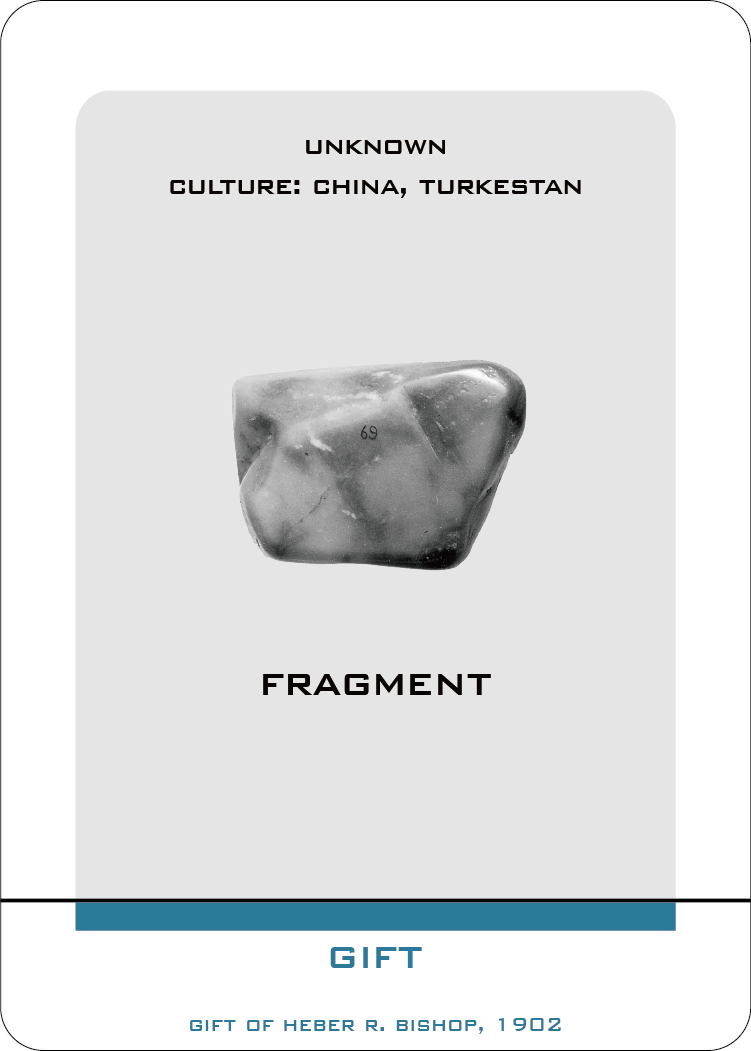 UNKNOWN
CULTURE: CHINA, TURKESTAN
69
FRAGMENT
GIFT
GIFT OF HEBER R. BISHOP, 1902